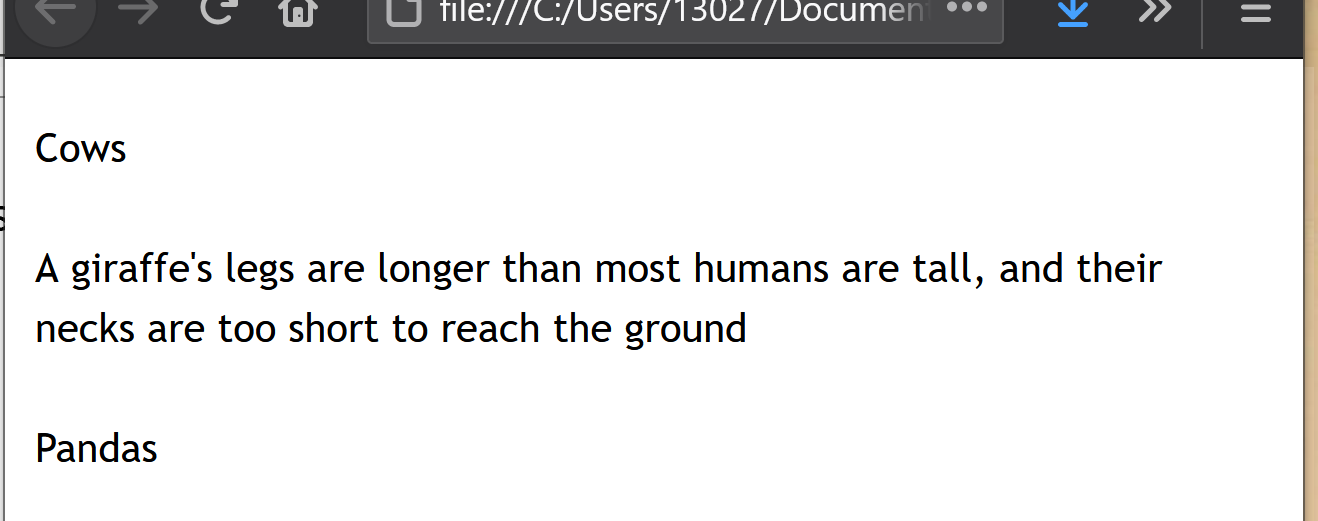 file:///C:/Users/13027/Document
Cows
A giraffe's legs are longer than most humans are tall, and their
necks are too short to reach the ground
Pandas